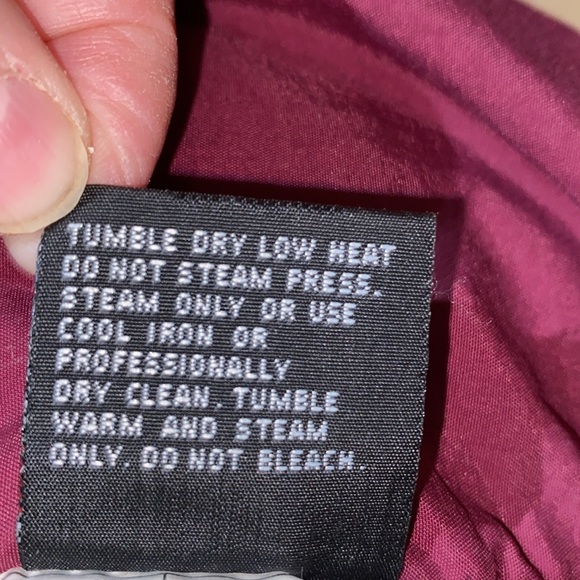 TUMBLE DRY LOW HEAT
DO NOT STEAM PRESS.
STEAM ONLY OR USE
COOL IRON OR
PROFESSIONALLY
DRY CLEAN. TUMBLE
WARM AND STEAM
ONLY. DO NOT BLEACH.